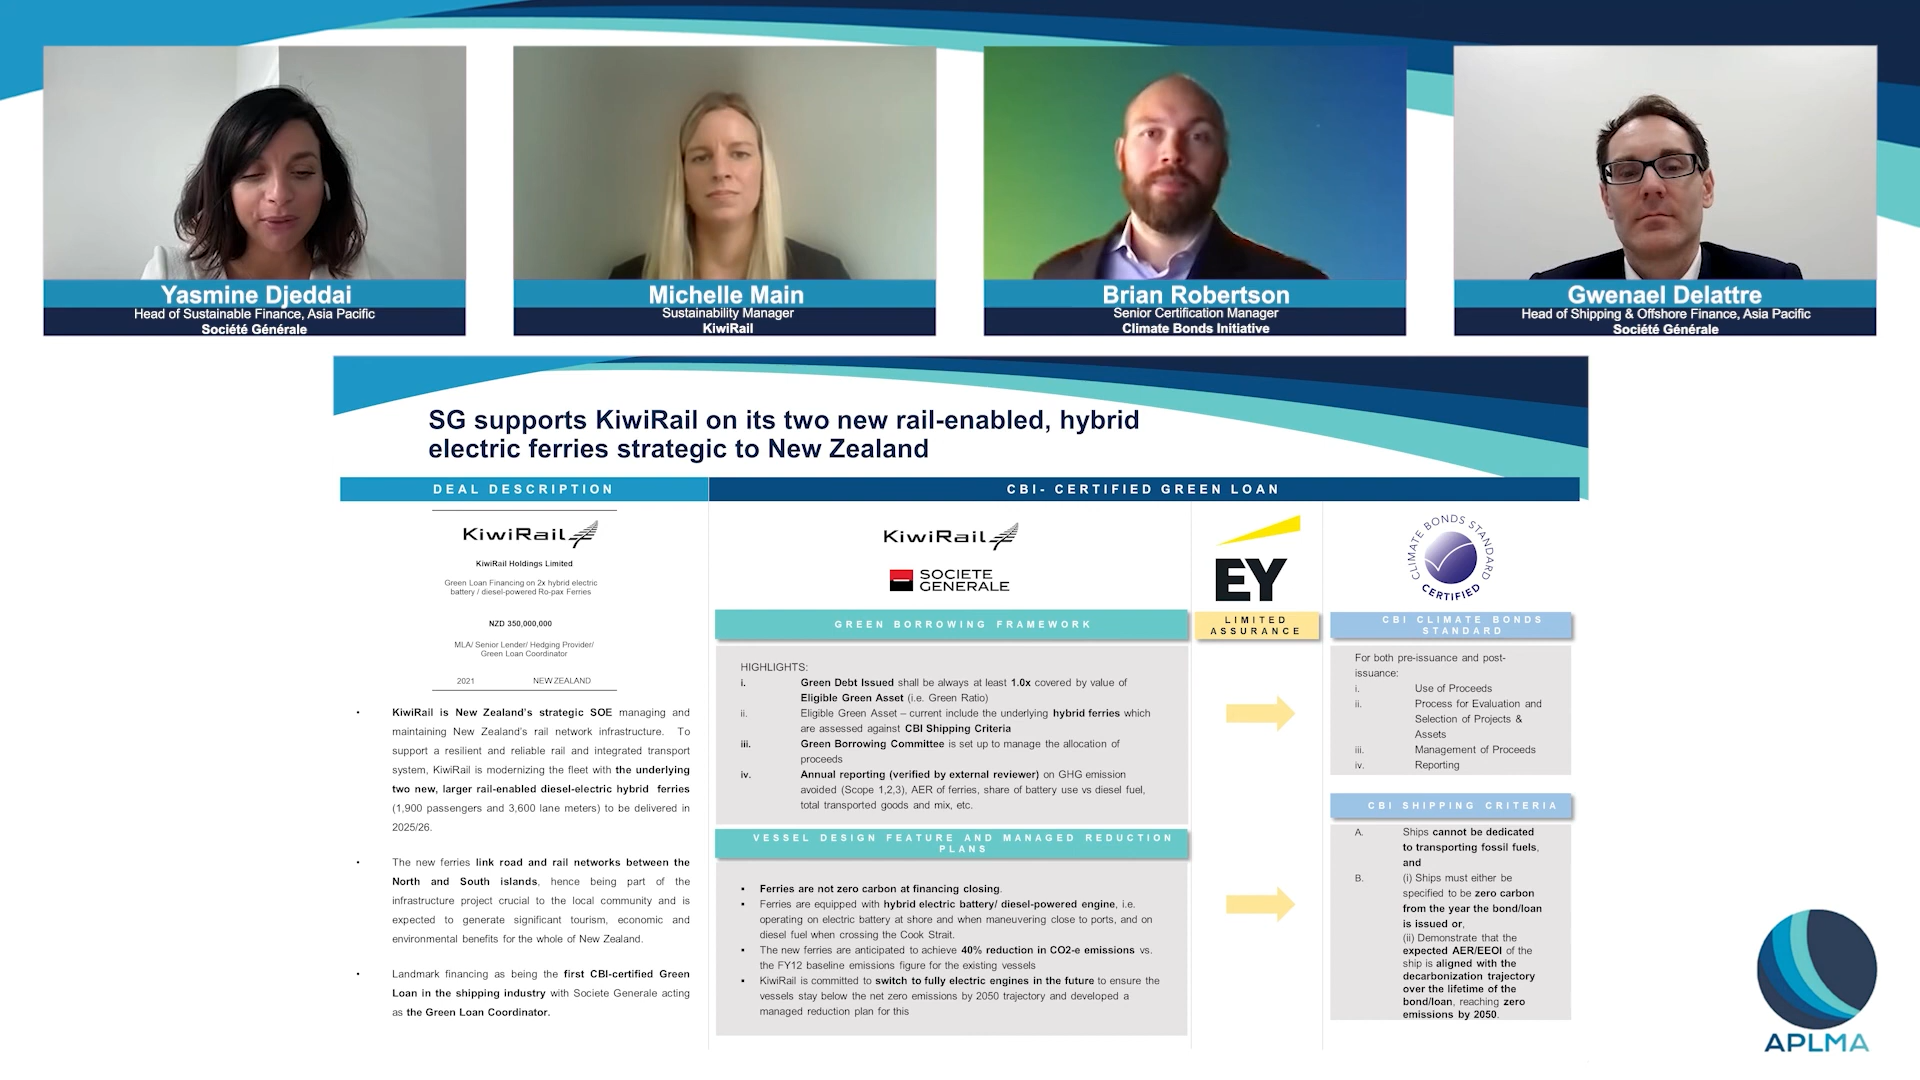 Yasmine Djeddai
Head of Sustainable Finance, Asia Pacific
Société Générale
Michelle Main
Sustainability Manager
KiwiRail
Brian Robertson
Senior Certification Manager
Climate Bonds Initiative
Gwenael Delattre
Head of Shipping & Offshore Finance, Asia Pacific
Société Générale
SG supports KiwiRail on its two new rail-enabled, hybrid
electric ferries strategic to New Zealand
DEAL DESCRIPTION
KiwiRail
KiwiRail Holdings Limited
Green Loan Financing on 2x hybrid electric
battery / diesel-powered Ro-pax Ferries
NZD 350,000,000
MLA/ Senior Lender/ Hedging Provider/
Green Loan Coordinator
2021 NEW ZEALAND
• KiwiRail is New Zealand's strategic SOE managing and
maintaining New Zealand's rail network infrastructure. To
support a resilient and reliable rail and integrated transport
system, KiwiRail is modernizing the fleet with the underlying
two new, larger rail-enabled diesel-electric hybrid ferries
(1,900 passengers and 3,600 lane meters) to be delivered in
2025/26.
• The new ferries link road and rail networks between the
North and South islands, hence being part of the
infrastructure project crucial to the local community and is
expected to generate significant tourism, economic and
environmental benefits for the whole of New Zealand.
• Landmark financing as being the first CBI-certified Green
Loan in the shipping industry with Societe Generale acting
as the Green Loan Coordinator.
CBI- CERTIFIED GREEN LOAN
KiwiRail
SOCIETE
GENERALE
GREEN BORROWING FRAMEWORK
HIGHLIGHTS:
i. Green Debt Issued shall be always at least 1.0x covered by value of
Eligible Green Asset (i.e. Green Ratio)
ii. Eligible Green Asset – current include the underlying hybrid ferries which
are assessed against CBI Shipping Criteria
iii. Green Borrowing Committee is set up to manage the allocation of
proceeds
iv. Annual reporting (verified by external reviewer) on GHG emission
avoided (Scope 1,2,3), AER of ferries, share of battery use vs diesel fuel,
total transported goods and mix, etc.
VESSEL DESIGN FEATURE AND MANAGED REDUCTION
PLANS
▪ Ferries are not zero carbon at financing closing.
▪ Ferries are equipped with hybrid electric battery/ diesel-powered engine, i.e.
operating on electric battery at shore and when maneuvering close to ports, and on
diesel fuel when crossing the Cook Strait.
▪ The new ferries are anticipated to achieve 40% reduction in CO2-e emissions vs.
the FY12 baseline emissions figure for the existing vessels
▪ KiwiRail is committed to switch to fully electric engines in the future to ensure the
vessels stay below the net zero emissions by 2050 trajectory and developed a
managed reduction plan for this
EY
LIMITED
ASSURANCE
CLIMATE BONDS STANDARD
CERTIFIED
CBI CLIMATE BONDS
STANDARD
For both pre-issuance and post-
issuance:
i. Use of Proceeds
ii. Process for Evaluation and
Selection of Projects &
Assets
iii. Management of Proceeds
iv. Reporting
CBI SHIPPING CRITERIA
A. Ships cannot be dedicated
to transporting fossil fuels,
and
B. (i) Ships must either be
specified to be zero carbon
from the year the bond/loan
is issued or,
(ii) Demonstrate that the
expected AER/EEOI of the
ship is aligned with the
decarbonization trajectory
over the lifetime of the
bond/loan, reaching zero
emissions by 2050.
APLMA